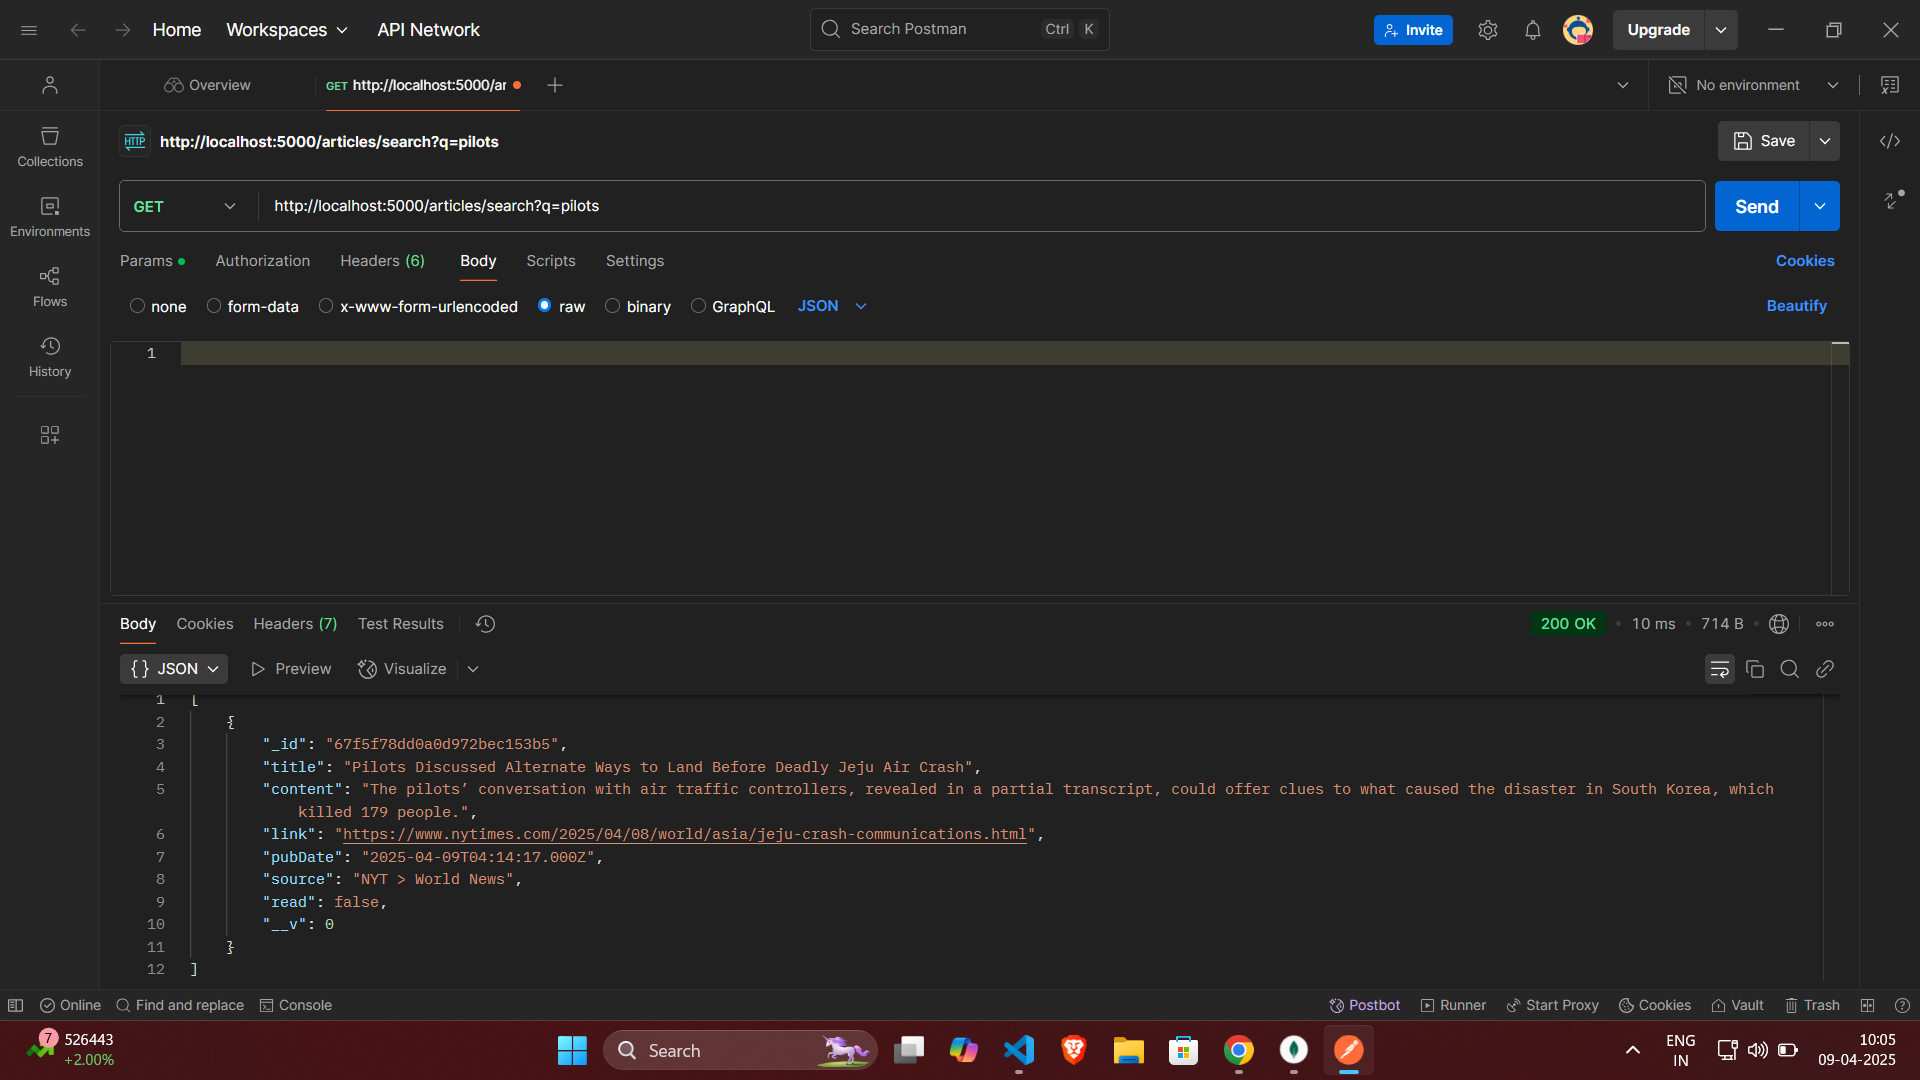 Home Workspaces API Network Search Postman Ctrl K Invite Upgrade
Overview GET http://localhost:5000/ar No environment
http://localhost:5000/articles/search?q=pilots Save
GET http://localhost:5000/articles/search?q=pilots Send
Params Authorization Headers (6) Body Scripts Settings Cookies
none form-data x-www-form-urlencoded raw binary GraphQL JSON Beautify
1
Collections
Environments
Flows
History
Body Cookies Headers (7) Test Results 200 OK 10 ms 714 B
{} JSON Preview Visualize
1 [
2 {
3 "_id": "67f5f78dd0a0d972bec153b5",
4 "title": "Pilots Discussed Alternate Ways to Land Before Deadly Jeju Air Crash",
5 "content": "The pilots’ conversation with air traffic controllers, revealed in a partial transcript, could offer clues to what caused the disaster in South Korea, which
killed 179 people.",
6 "link": "https://www.nytimes.com/2025/04/08/world/asia/jeju-crash-communications.html",
7 "pubDate": "2025-04-09T04:14:17.000Z",
8 "source": "NYT > World News",
9 "read": false,
10 "__v": 0
11 }
12 ]
Online Find and replace Console Postbot Runner Start Proxy Cookies Vault Trash
7 526443
+2.00%
Search
ENG
IN
10:05
09-04-2025